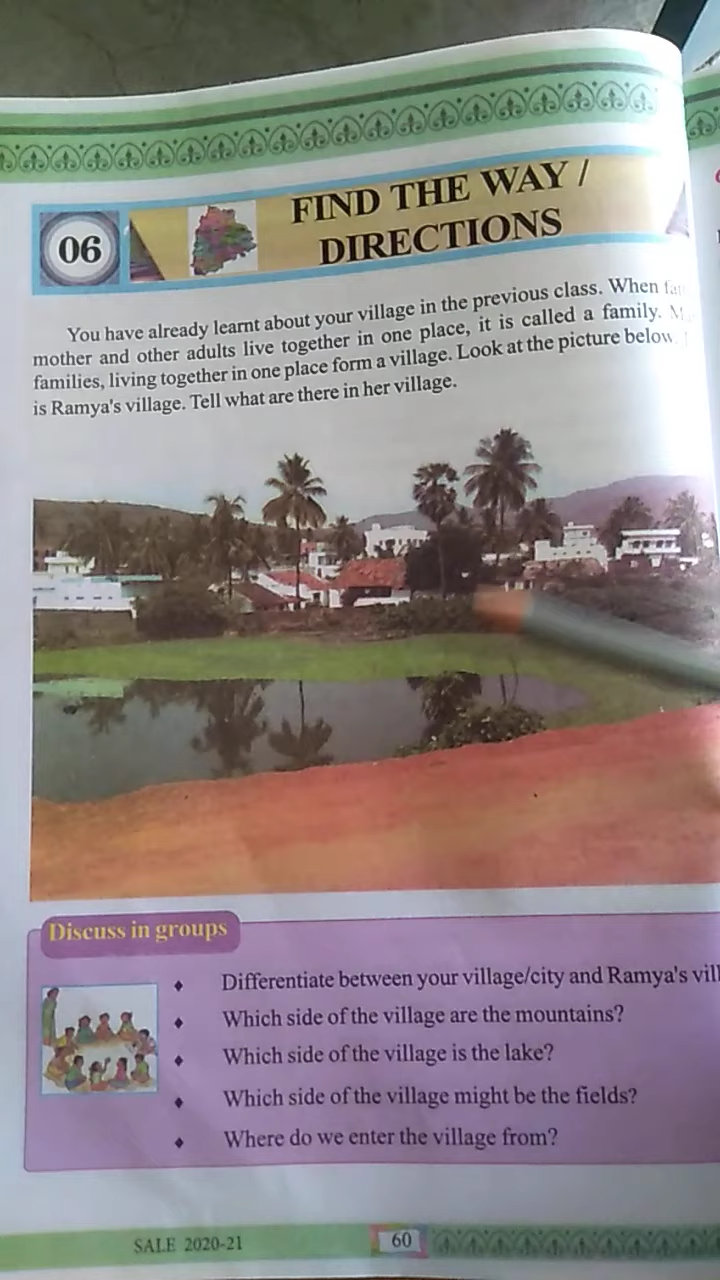 06
FIND THE WAY /
DIRECTIONS
You have already learnt about your village in the previous class. When
mother and other adults live together in one place, it is called a family.
families, living together in one place form a village. Look at the picture below.
is Ramya's village. Tell what are there in her village.
Discuss in groups
♦ Differentiate between your village/city and Ramya's vill
♦ Which side of the village are the mountains?
♦ Which side of the village is the lake?
♦ Which side of the village might be the fields?
♦ Where do we enter the village from?
SALE 2020-21
60